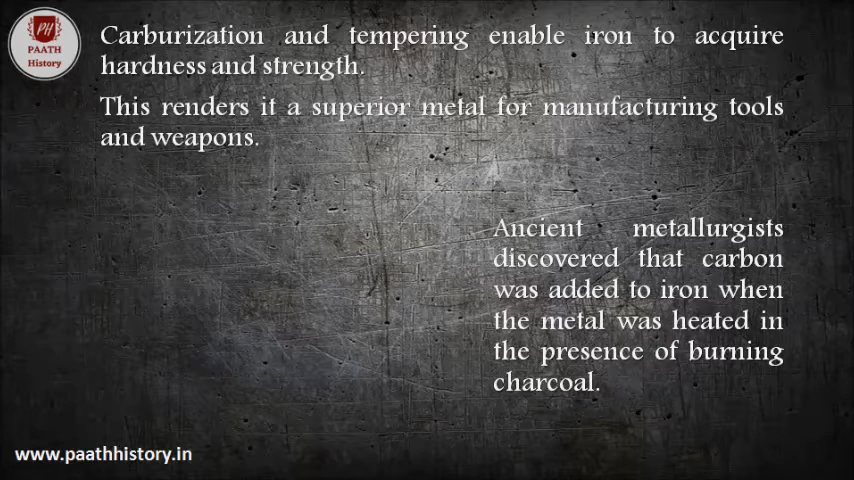 PH
PAATH
History
Carburization and tempering enable iron to acquire
hardness and strength.
This renders it a superior metal for manufacturing tools
and weapons.
Ancient metallurgists
discovered that carbon
was added to iron when
the metal was heated in
the presence of burning
charcoal.
www.paathhistory.in